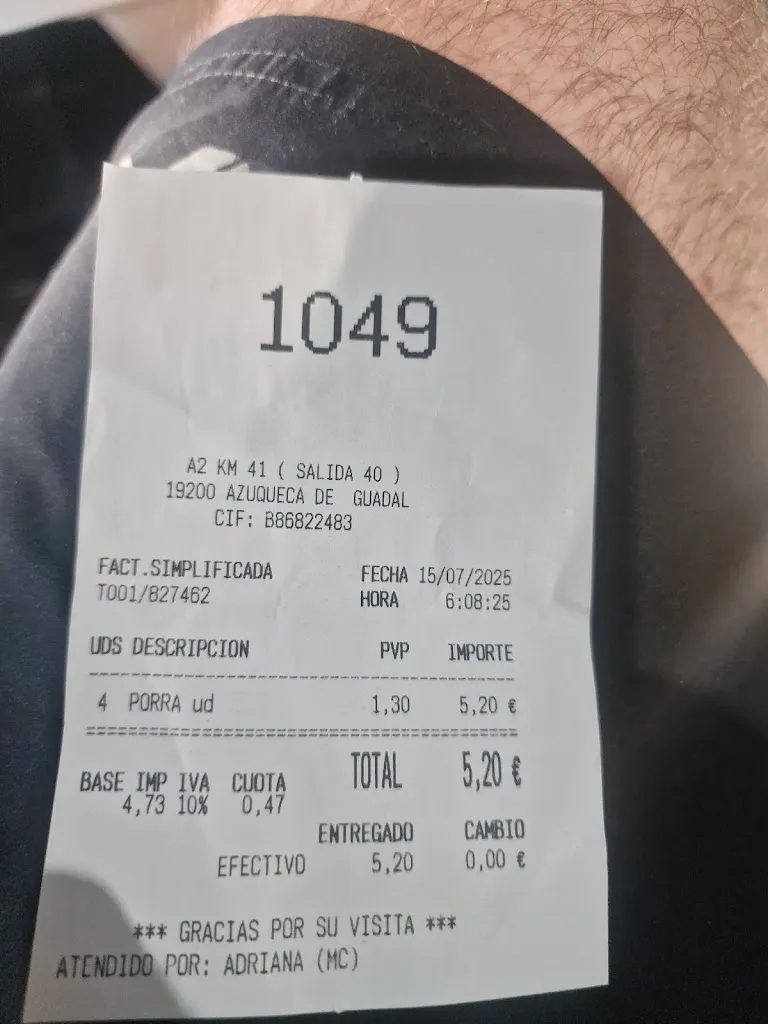 1049
A2 KM 41 ( SALIDA 40 )
19200 AZUQUECA DE GUADAL
CIF: B86822483
FACT.SIMPLIFICADA FECHA 15/07/2025
T001/827462 HORA 6:08:25
UDS DESCRIPCION PVP IMPORTE
4 PORRA ud 1,30 5,20 €
TOTAL 5,20 €
BASE IMP IVA CUOTA
4,73 10% 0,47
ENTREGADO CAMBIO
EFECTIVO 5,20 0,00 €
*** GRACIAS POR SU VISITA ***
ATENDIDO POR: ADRIANA (MC)